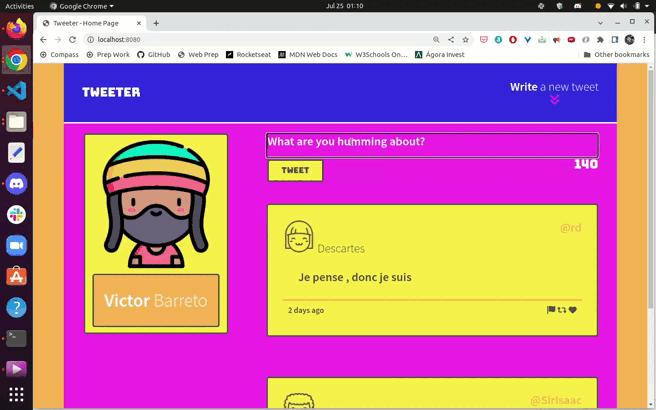 Activities
Google Chrome
Jul 25 01:10
Tweeter - Home Page
localhost:8080
Compass
Prep Work
GitHub
Web Prep
Rocketseat
MDN Web Docs
W3Schools On...
Ágora Invest
Other bookmarks
TWEETER
Write a new tweet
What are you humming about?
TWEET
140
Victor Barreto
Descartes
@rd
Je pense , donc je suis
2 days ago
@SirIsaac